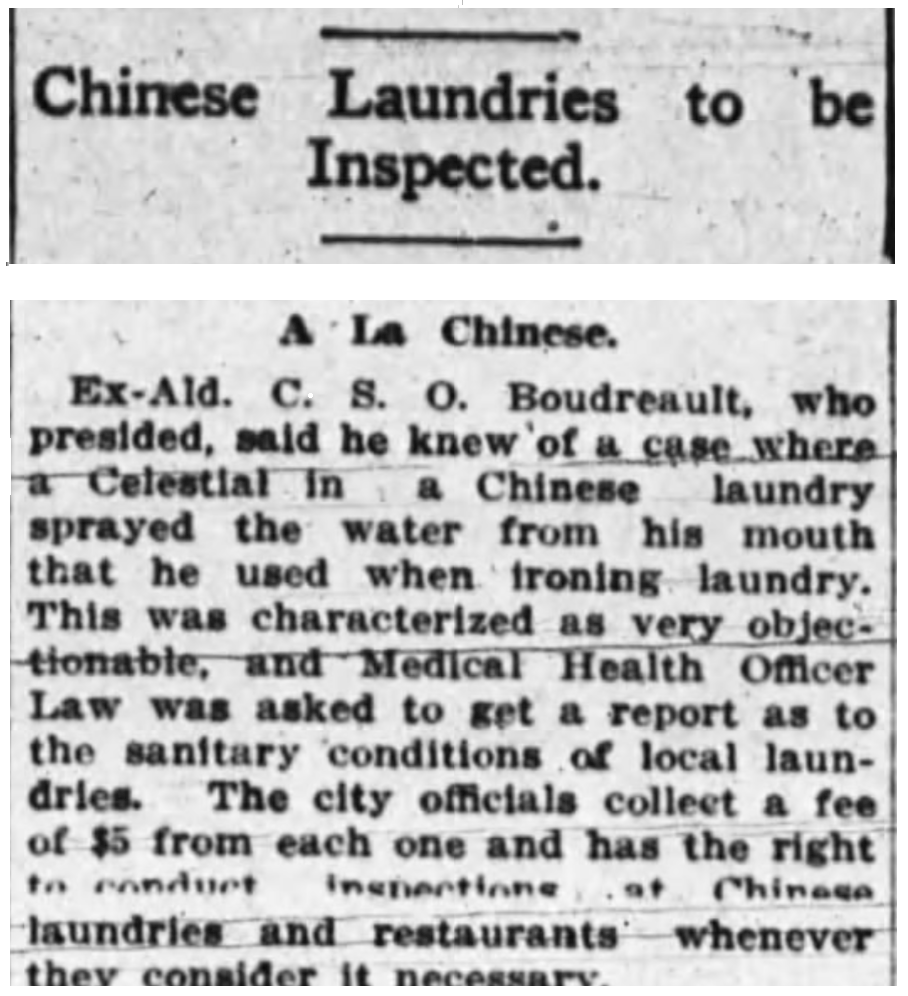 Chinese Laundries to be
Inspected.
A La Chinese.
Ex-Ald. C. S. O. Boudreault, who
presided, said he knew of a case where
a Celestial in a Chinese laundry
sprayed the water from his mouth
that he used when ironing laundry.
This was characterized as very objec-
tionable, and Medical Health Officer
Law was asked to get a report as to
the sanitary conditions of local laun-
dries. The city officials collect a fee
of $5 from each one and has the right
to conduct inspections at Chinese
laundries and restaurants whenever
they consider it necessary.